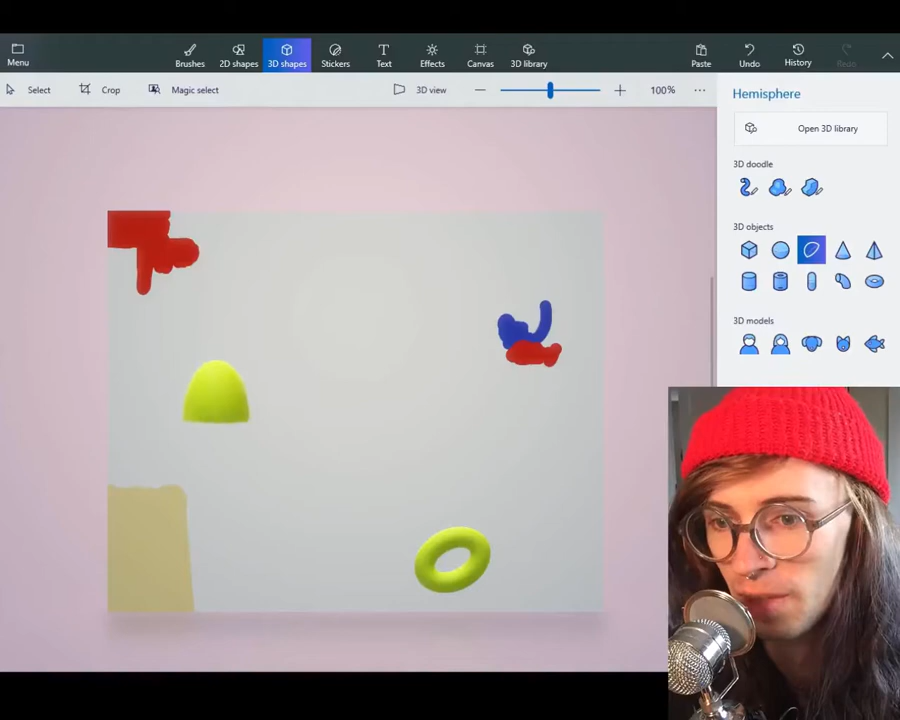 Menu
Brushes
2D shapes
3D shapes
Stickers
Text
Effects
Canvas
3D library
Paste
Undo
History
Redo
Select
Crop
Magic select
3D view
100%
Hemisphere
Open 3D library
3D doodle
3D objects
3D models